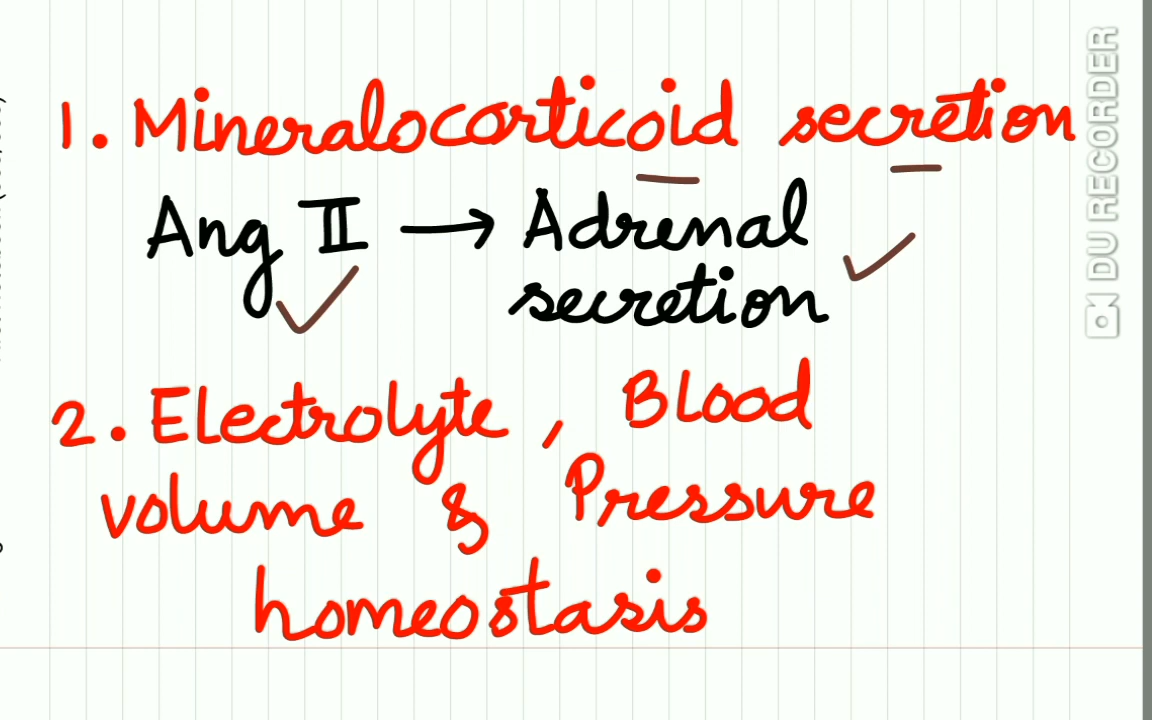 1. Mineralocorticoid secretion
Ang II → Adrenal
secretion
2. Electrolyte, Blood
volume & Pressure
homeostasis
DU RECORDER